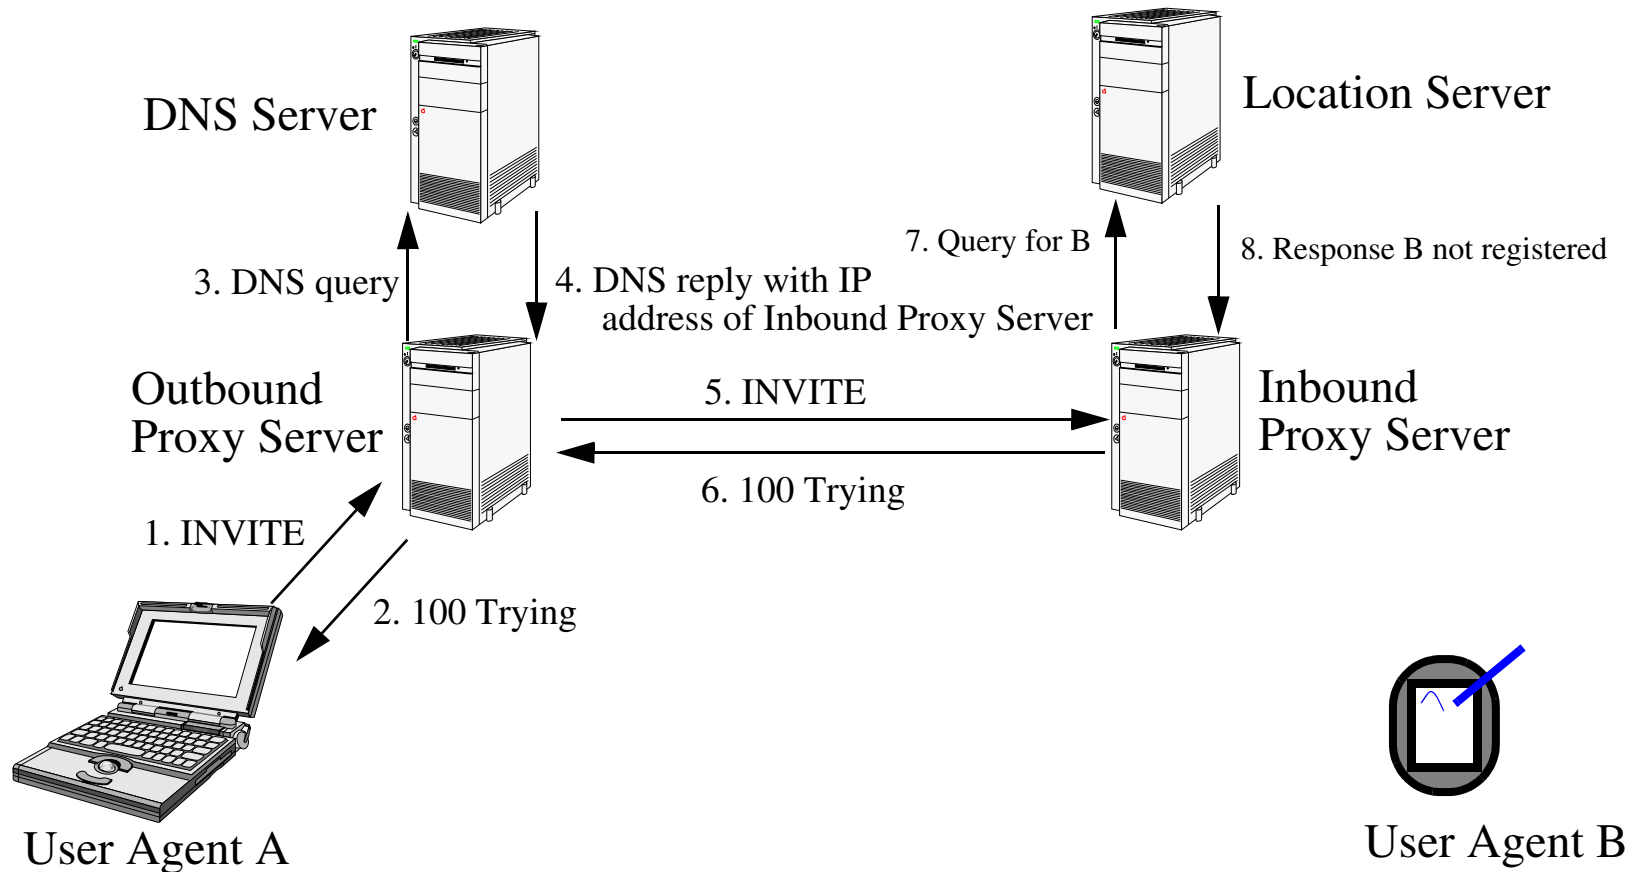 DNS Server
Location Server
7. Query for B
8. Response B not registered
3. DNS query
4. DNS reply with IP
address of Inbound Proxy Server
Outbound
Proxy Server
5. INVITE
Inbound
Proxy Server
6. 100 Trying
1. INVITE
2. 100 Trying
User Agent A
User Agent B